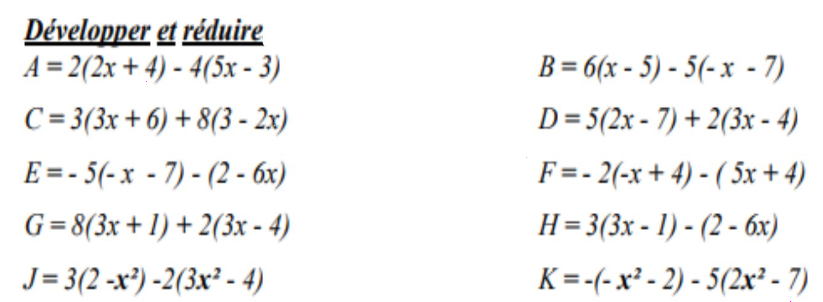 Développer et réduire
A = 2(2x + 4) - 4(5x - 3) B = 6(x - 5) - 5(- x - 7)
C = 3(3x + 6) + 8(3 - 2x) D = 5(2x - 7) + 2(3x - 4)
E = - 5(- x - 7) - (2 - 6x) F = - 2(-x + 4) - ( 5x + 4)
G = 8(3x + 1) + 2(3x - 4) H = 3(3x - 1) - (2 - 6x)
J = 3(2 -x²) -2(3x² - 4) K = -(- x² - 2) - 5(2x² - 7)